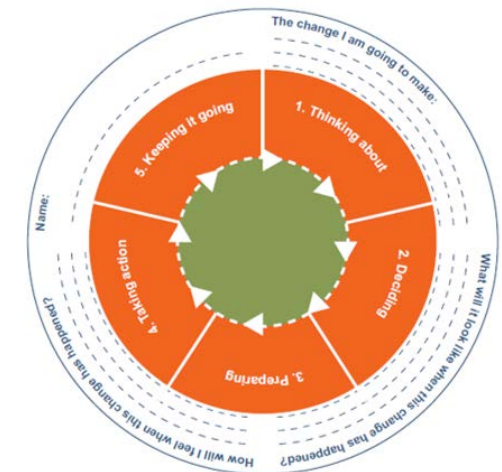 The change I am going to make:
What will it look like when this change has happened?
How will I feel when this change has happened?
Name:
1. Thinking about
2. Deciding
3. Preparing
4. Taking action
5. Keeping it going